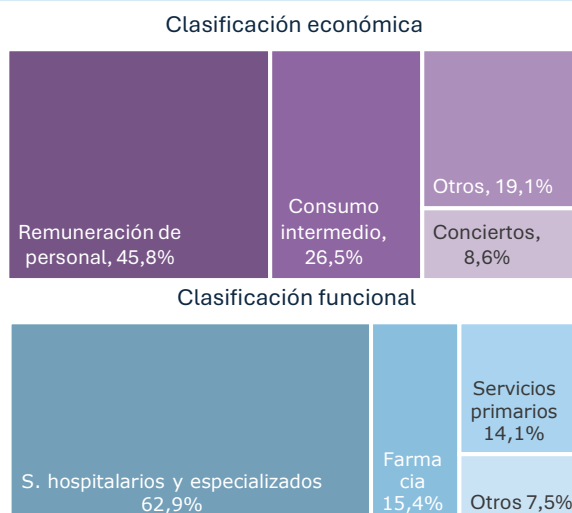 Clasificación económica
Remuneración de
personal, 45,8%
Consumo
intermedio,
26,5%
Otros, 19,1%
Conciertos,
8,6%
Clasificación funcional
S. hospitalarios y especializados
62,9%
Farma
cia
15,4%
Servicios
primarios
14,1%
Otros 7,5%